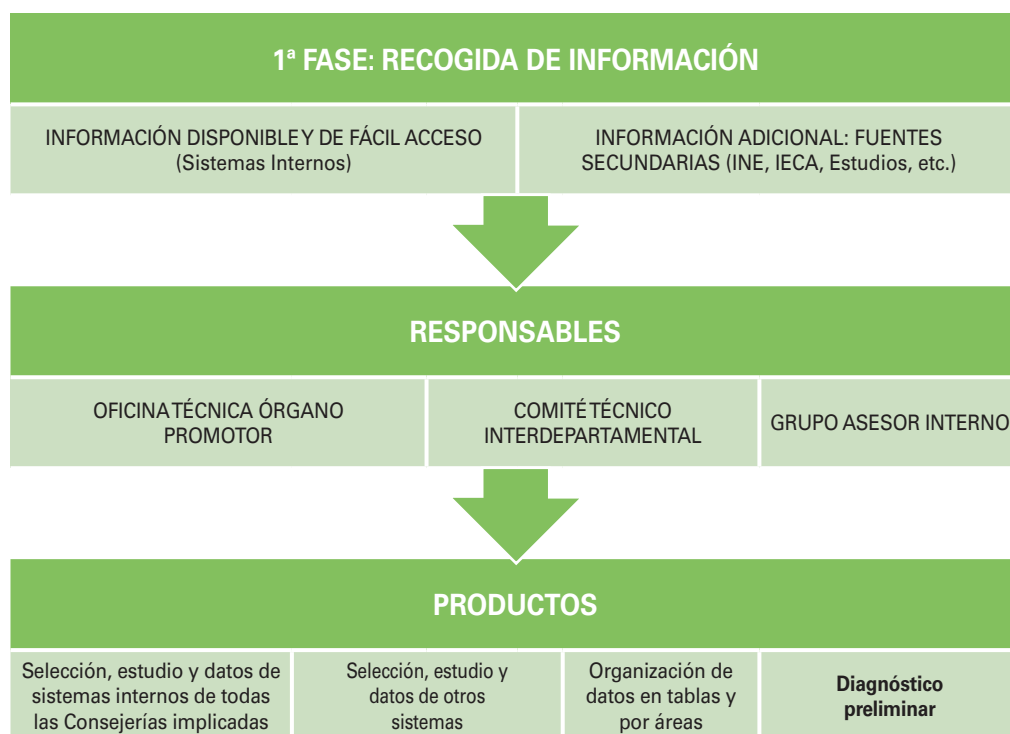 1ª FASE: RECOGIDA DE INFORMACIÓN
INFORMACIÓN DISPONIBLE Y DE FÁCIL ACCESO
(Sistemas Internos)
INFORMACIÓN ADICIONAL: FUENTES
SECUNDARIAS (INE, IECA, Estudios, etc.)
RESPONSABLES
OFICINA TÉCNICA ÓRGANO
PROMOTOR
COMITÉ TÉCNICO
INTERDEPARTAMENTAL
GRUPO ASESOR INTERNO
PRODUCTOS
Selección, estudio y datos de
sistemas internos de todas
las Consejerías implicadas
Selección, estudio y
datos de otros
sistemas
Organización de
datos en tablas y
por áreas
Diagnóstico
preliminar